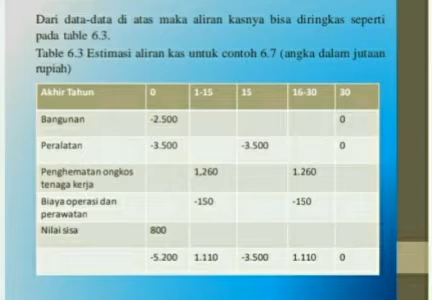 Dari data-data di atas maka aliran kasnya bisa diringkas seperti
pada table 6.3.
Table 6.3 Estimasi aliran kas untuk contoh 6.7 (angka dalam jutaan
rupiah)
Akhir Tahun 0 1-15 15 16-30 30
Bangunan -2.500 0
Peralatan -3.500 -3.500 0
Penghematan ongkos 1,260 1.260
tenaga kerja
Biaya operasi dan -150 -150
perawatan
Nilai sisa 800
-5.200 1.110 -3.500 1.110 0